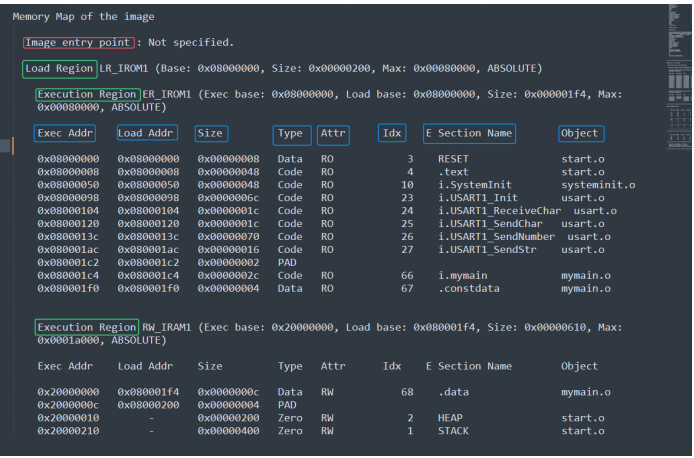 Memory Map of the image
Image entry point : Not specified.
Load Region LR_IROM1 (Base: 0x08000000, Size: 0x00000200, Max: 0x00080000, ABSOLUTE)
Execution Region ER_IROM1 (Exec base: 0x08000000, Load base: 0x08000000, Size: 0x000001f4, Max:
0x00080000, ABSOLUTE)
Exec Addr Load Addr Size Type Attr Idx E Section Name Object
0x08000000 0x08000000 0x00000008 Data RO 3 RESET start.o
0x08000008 0x08000008 0x00000048 Code RO 4 .text start.o
0x08000050 0x08000050 0x00000048 Code RO 10 i.SystemInit systeminit.o
0x08000098 0x08000098 0x0000006c Code RO 23 i.USART1_Init usart.o
0x08000104 0x08000104 0x0000001c Code RO 24 i.USART1_ReceiveChar usart.o
0x08000120 0x08000120 0x0000001c Code RO 25 i.USART1_SendChar usart.o
0x0800013c 0x0800013c 0x00000070 Code RO 26 i.USART1_SendNumber usart.o
0x080001ac 0x080001ac 0x00000016 Code RO 27 i.USART1_SendStr usart.o
0x080001c2 0x080001c2 0x00000002 PAD
0x080001c4 0x080001c4 0x0000002c Code RO 66 i.mymain mymain.o
0x080001f0 0x080001f0 0x00000004 Data RO 67 .constdata mymain.o
Execution Region RW_IRAM1 (Exec base: 0x20000000, Load base: 0x080001f4, Size: 0x00000610, Max:
0x0001a000, ABSOLUTE)
Exec Addr Load Addr Size Type Attr Idx E Section Name Object
0x20000000 0x080001f4 0x0000000c Data RW 68 .data mymain.o
0x2000000c 0x08000200 0x00000004 PAD
0x20000010 - 0x00000200 Zero RW 2 HEAP start.o
0x20000210 - 0x00000400 Zero RW 1 STACK start.o